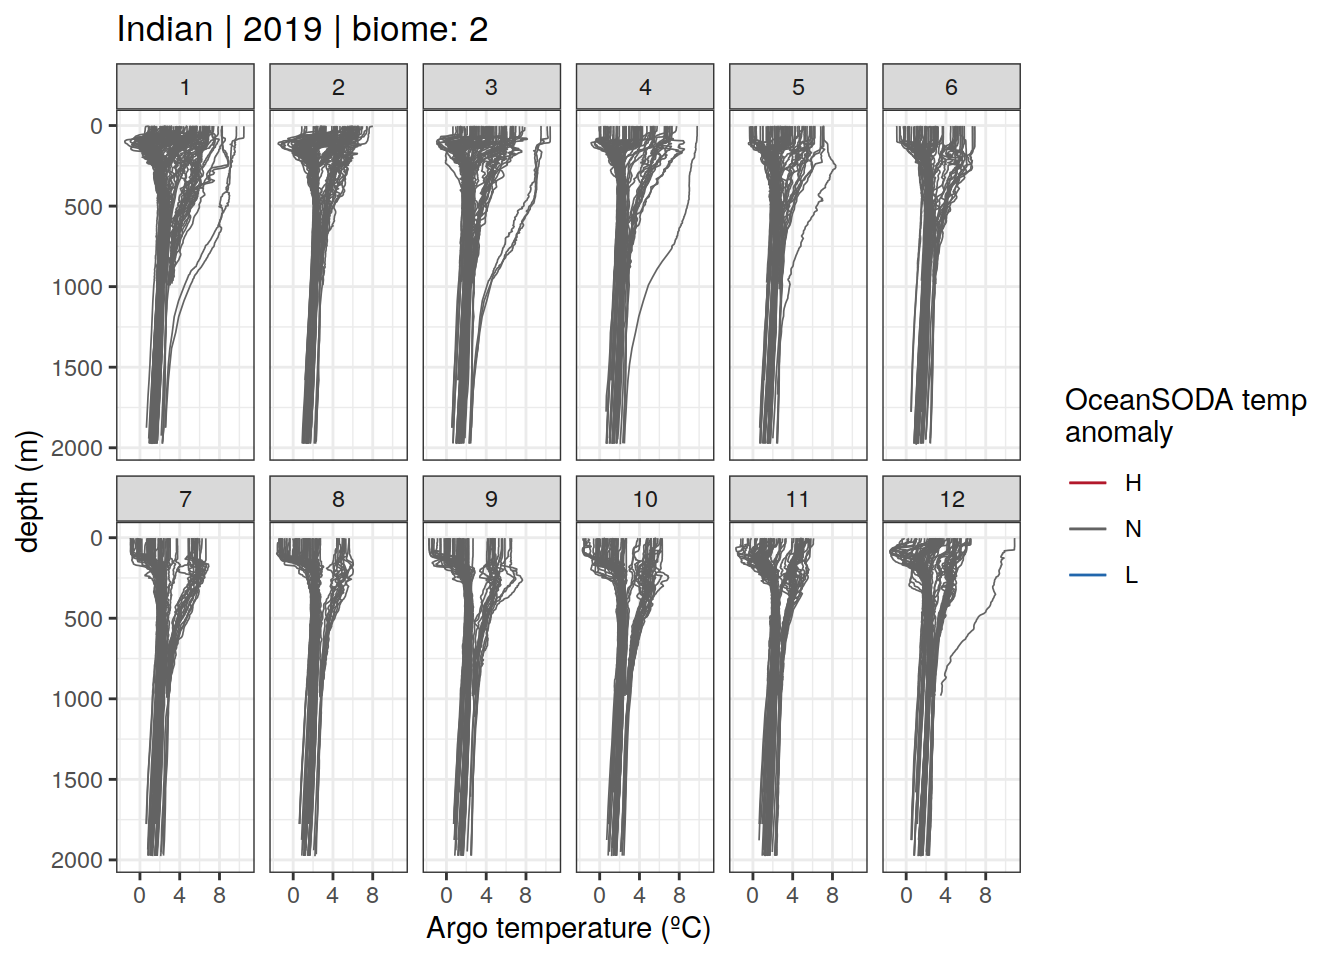 Indian | 2019 | biome: 2
1 2 3 4 5 6
0
500
1000
1500
2000
7 8 9 10 11 12
0
500
1000
1500
2000
0 4 8 0 4 8 0 4 8 0 4 8 0 4 8 0 4 8
Argo temperature (ºC)
depth (m)
OceanSODA temp
anomaly
H
N
L